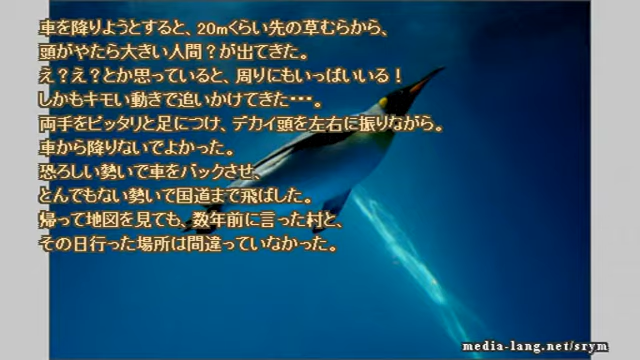 車を降りようとすると、20mくらい先の草むらから、
頭がやたら大きい人間？が出てきた。
え？え？とか思っていると、周りにもいっぱいいる！
しかもキモい動きで追いかけてきた・・・。
両手をピッタリと足につけ、デカイ頭を左右に振りながら。
車から降りないでよかった。
恐ろしい勢いで車をバックさせ、
とんでもない勢いで国道まで飛ばした。
帰って地図を見ても、数年前に言った村と、
その日行った場所は間違っていなかった。
media-lang.net/srym